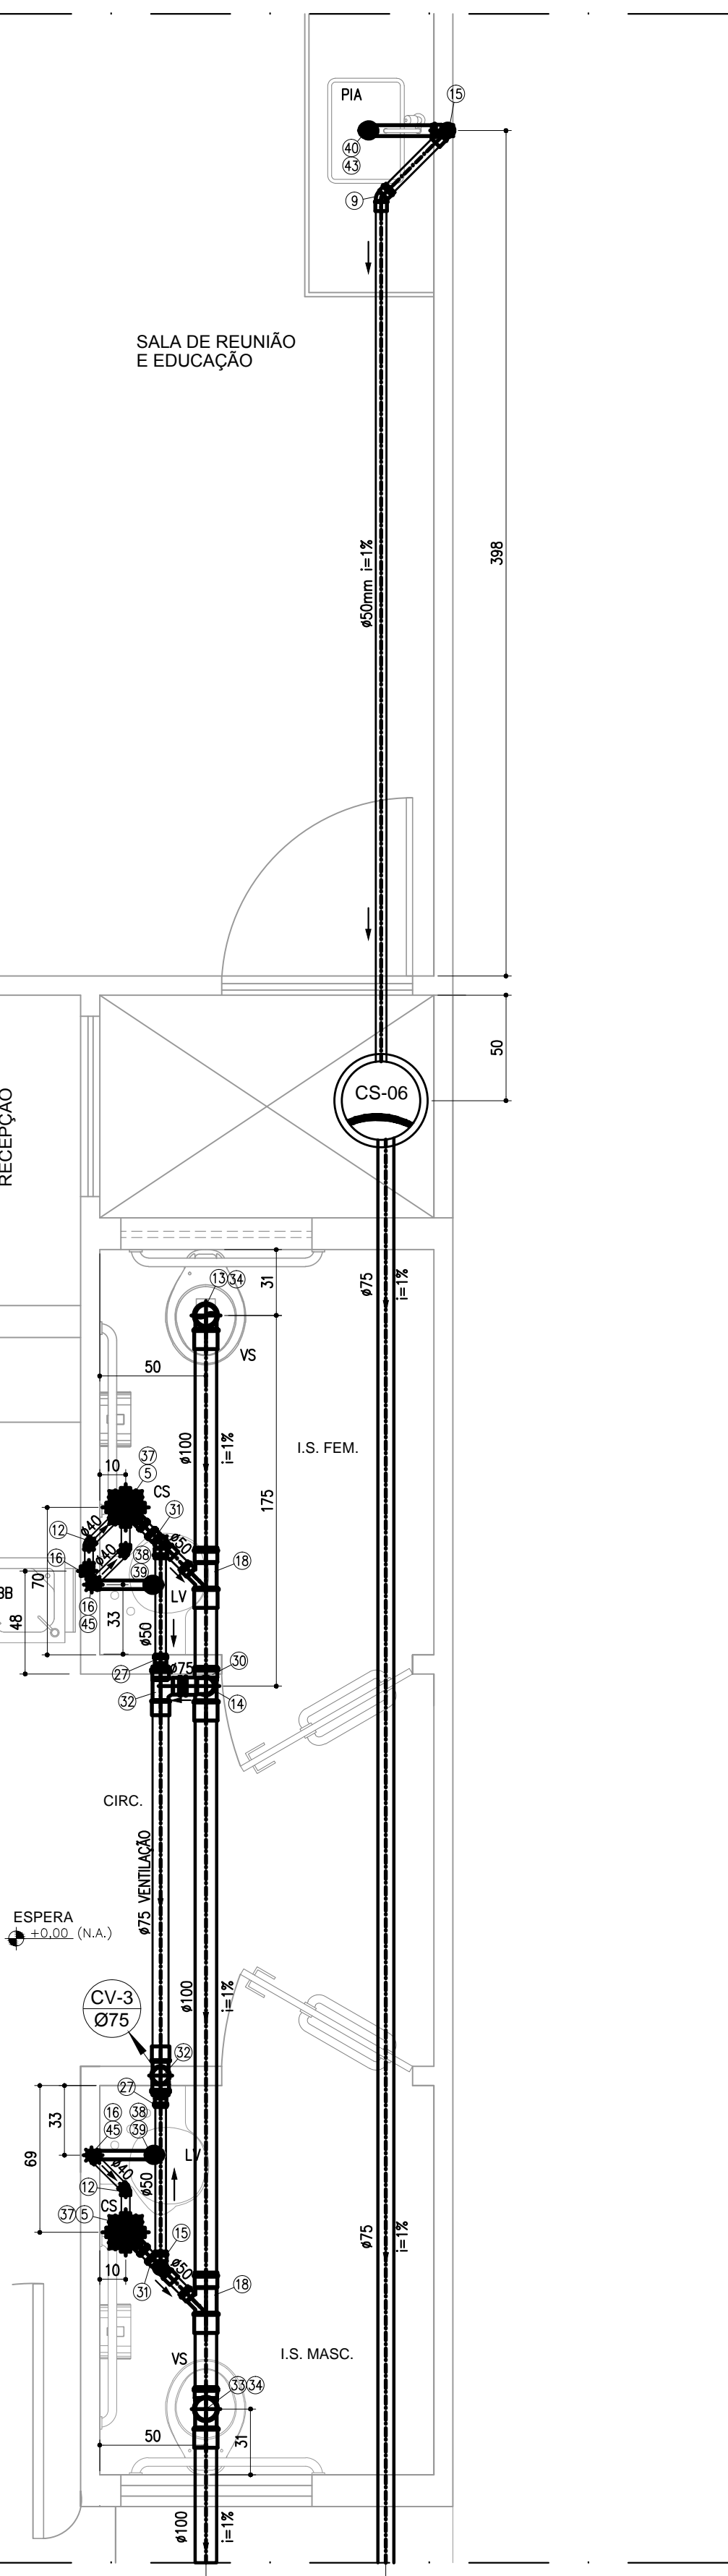 PIA
15
40
43
9
SALA DE REUNIÃO
E EDUCAÇÃO
ø50mm i=1%
398
50
CS-06
RECEPÇÃO
ø75
i=1%
31
13
34
VS
50
ø100
i=1%
I.S. FEM.
175
10
37
5
CS
31
ø40
12
ø40
ø50
38
39
18
16
70
BB
LV
16
45
33
48
ø50
27
ø75
30
32
14
CIRC.
ø75 VENTILAÇÃO
ESPERA
+0,00 (N.A.)
ø100
i=1%
CV-3
Ø75
32
27
33
16
38
45
39
LV
69
ø40
12
ø50
CS
37
5
15
ø50
10
31
18
ø75
i=1%
VS
I.S. MASC.
33
34
50
31
ø100
i=1%